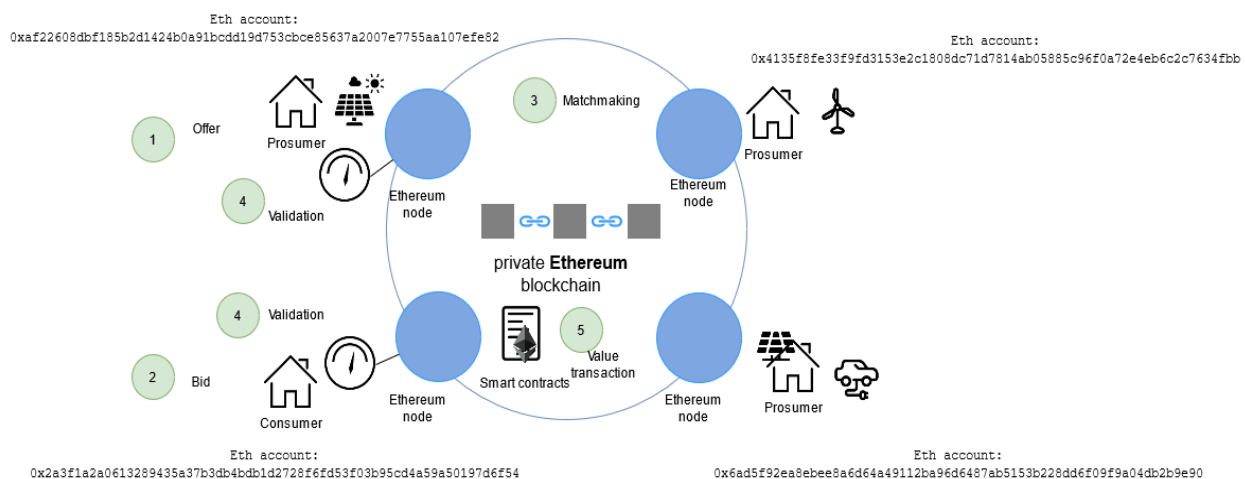 Eth account:
0xaf22608dbf185b2d1424b0a91bcdd19d753cbce85637a2007e7755aa107efe82
Eth account:
0x4135f8fe33f9fd3153e2c1808dc71d7814ab05885c96f0a72e4eb6c2c7634fbb
3
Matchmaking
1
Offer
Prosumer
Prosumer
Ethereum
node
Ethereum
node
4
Validation
private Ethereum
blockchain
4
Validation
5
Value
transaction
Smart contracts
2
Bid
Consumer
Ethereum
node
Ethereum
node
Prosumer
Eth account:
0x2a3f1a2a0613289435a37b3db4bdb1d2728f6fd53f03b95cd4a59a50197d6f54
Eth account:
0x6ad5f92ea8ebee8a6d64a49112ba96d6487ab5153b228dd6f09f9a04db2b9e90